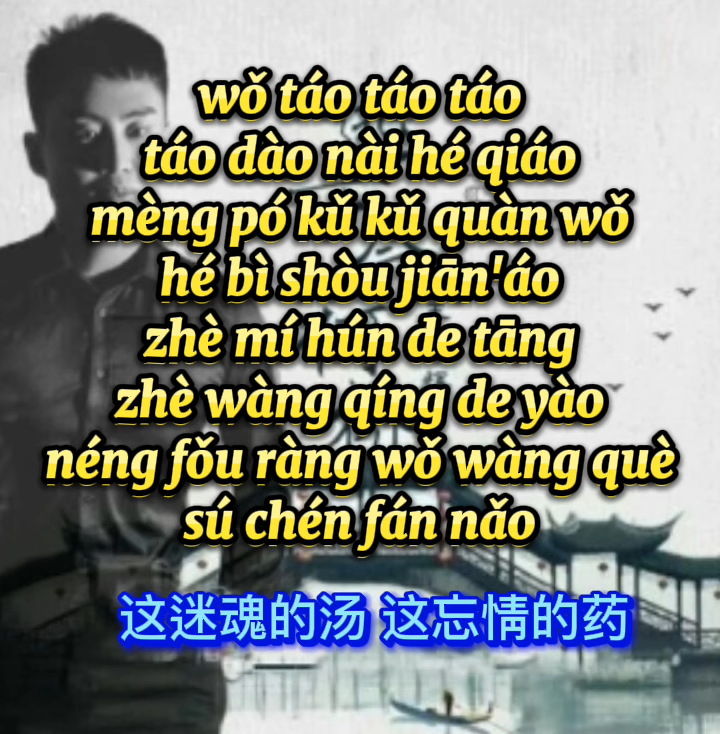 wǒ táo táo táo
táo dào nài hé qiáo
mèng pó kǔ kǔ quàn wǒ
hé bì shòu jiān'áo
zhè mí hún de tāng
zhè wàng qíng de yào
néng fǒu ràng wǒ wàng què
sú chén fán nǎo
这迷魂的汤 这忘情的药